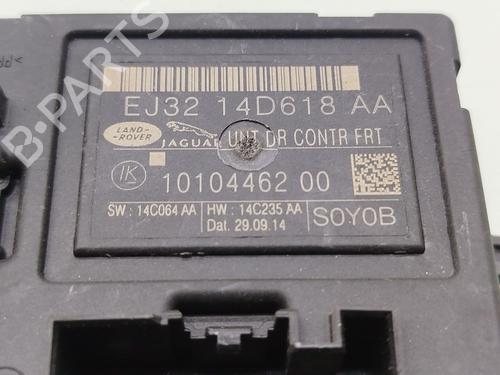 EJ32 14D618 AA
LAND-
ROVER
JAGUAR UNT DR CONTR FRT
IK
10104462 00
SW : 14C064 AA HW : 14C235 AA
Dat. 29.09.14
S0Y0B